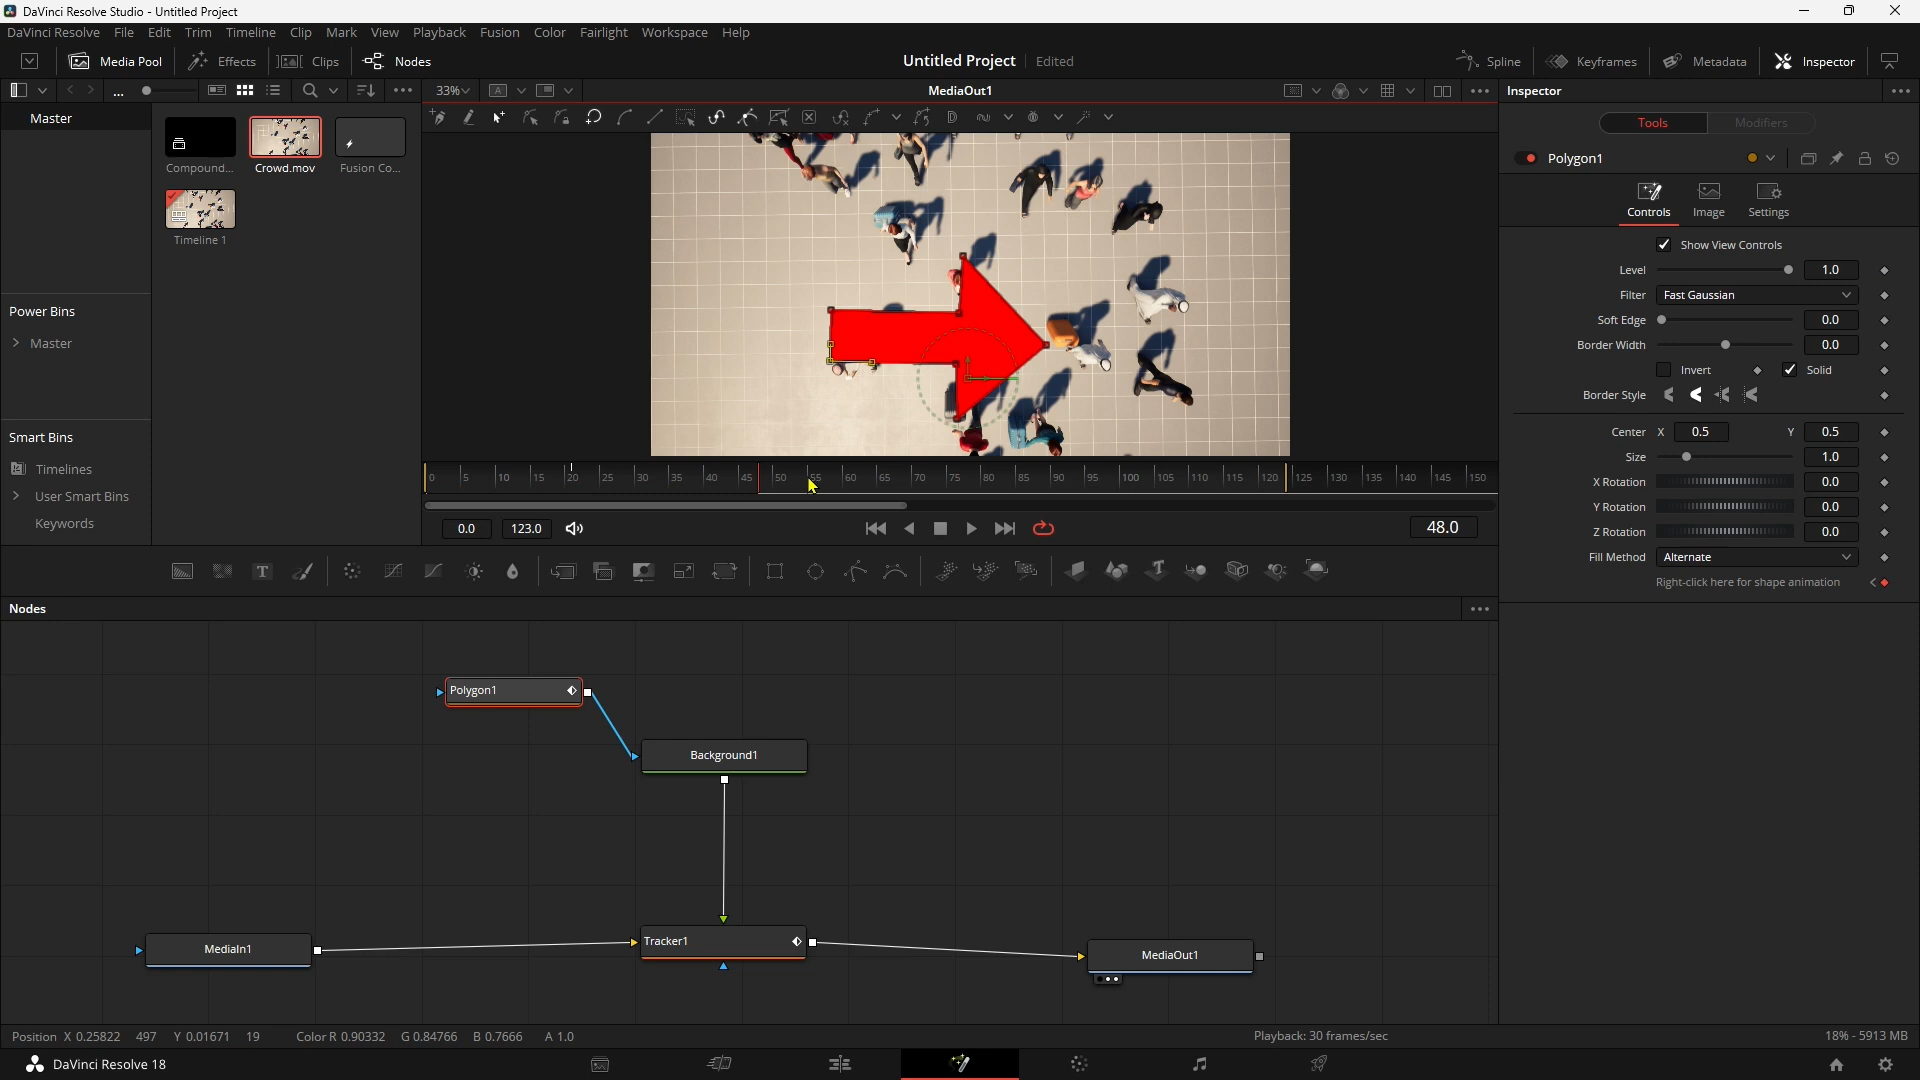 DaVinci Resolve Studio - Untitled Project
DaVinci Resolve File Edit Trim Timeline Clip Mark View Playback Fusion Color Fairlight Workspace Help
Media Pool Effects Clips Nodes Untitled Project Edited Spline Keyframes Metadata Inspector
... 33% A MediaOut1 Inspector
Master
Compound... Crowd.mov Fusion Co...
Timeline 1
Power Bins
Master
Smart Bins
Timelines
User Smart Bins
Keywords
0 5 10 15 20 25 30 35 40 45 50 55 60 65 70 75 80 85 90 95 100 105 110 115 120 125 130 135 140 145 150
0.0 123.0 48.0
Tools Modifiers
Polygon1
Controls Image Settings
Show View Controls
Level 1.0
Filter Fast Gaussian
Soft Edge 0.0
Border Width 0.0
Invert Solid
Border Style
Center X 0.5 Y 0.5
Size 1.0
X Rotation 0.0
Y Rotation 0.0
Z Rotation 0.0
Fill Method Alternate
Right-click here for shape animation
T
Nodes
Polygon1
Background1
MediaIn1
Tracker1
MediaOut1
Position X 0.25822 497 Y 0.01671 19 Color R 0.90332 G 0.84766 B 0.7666 A 1.0 Playback: 30 frames/sec 18% - 5913 MB
DaVinci Resolve 18